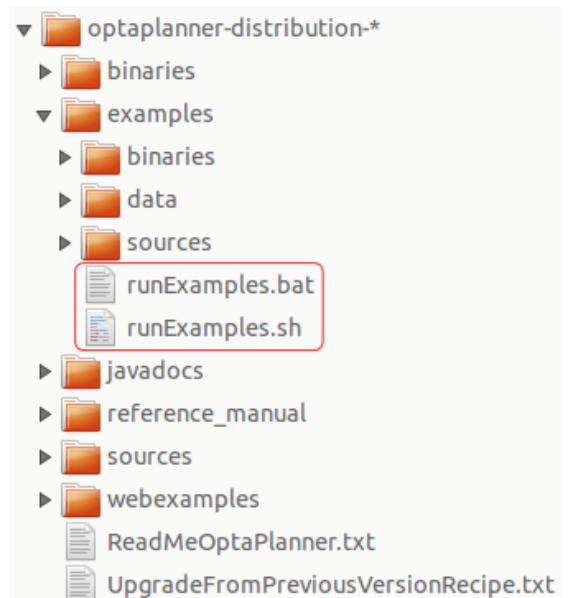 optaplanner-distribution-*
binaries
examples
binaries
data
sources
runExamples.bat
runExamples.sh
javadocs
reference_manual
sources
webexamples
ReadMeOptaPlanner.txt
UpgradeFromPreviousVersionRecipe.txt